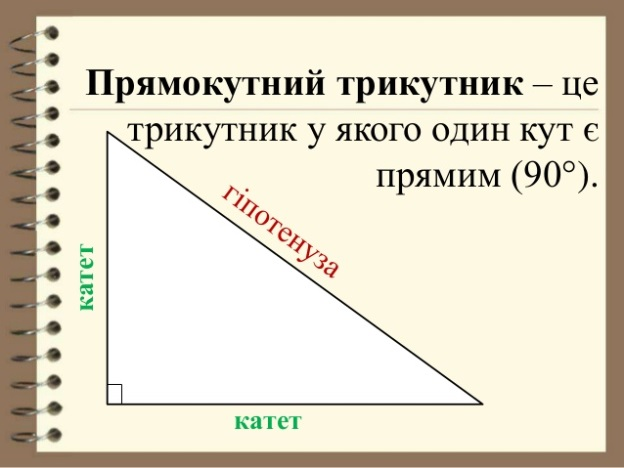 Прямокутний трикутник – це
трикутник у якого один кут є
прямим (90°).
гіпотенуза
катет
катет